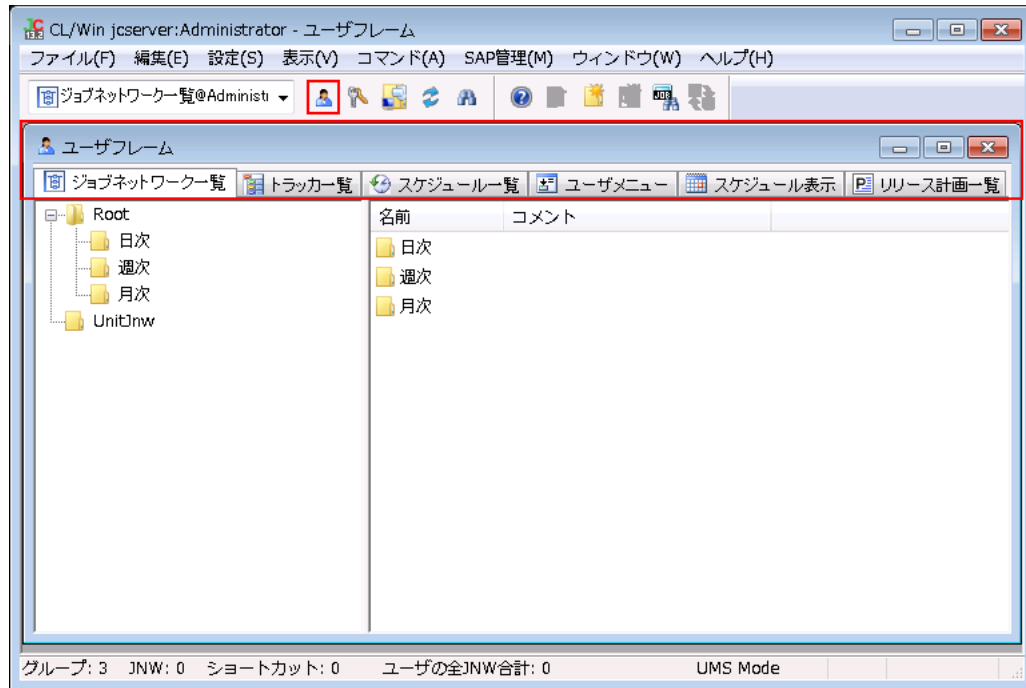 CL/Win jcserver:Administrator - ユーザフレーム
ファイル(F) 編集(E) 設定(S) 表示(V) コマンド(A) SAP管理(M) ウィンドウ(W) ヘルプ(H)
ジョブネットワーク一覧@Administr
ユーザフレーム
ジョブネットワーク一覧 トラッカ一覧 スケジュール一覧 ユーザメニュー スケジュール表示 リリース計画一覧
Root 名前 コメント
日次 日次
週次 週次
月次 月次
UnitJnw
グループ: 3 JNW: 0 ショートカット: 0 ユーザの全JNW合計: 0 UMS Mode